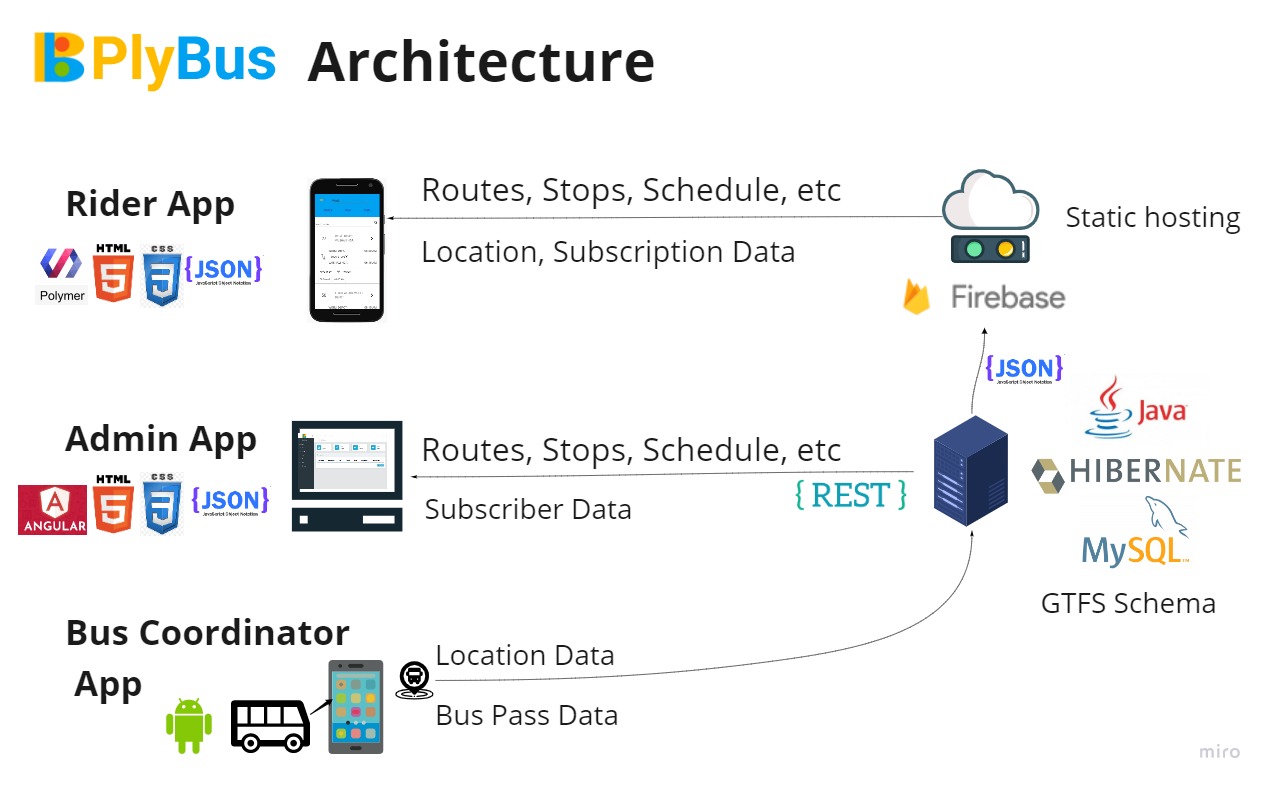 PlyBus Architecture
Rider App
Routes, Stops, Schedule, etc
Location, Subscription Data
Static hosting
Polymer
HTML
5
CSS
3
{JSON}
JavaScript Object Notation
Firebase
{JSON}
JavaScript Object Notation
Java
HIBERNATE
MySQL™
GTFS Schema
Admin App
Routes, Stops, Schedule, etc
{ REST }
Subscriber Data
A
ANGULAR
HTML
5
CSS
3
{JSON}
JavaScript Object Notation
Bus Coordinator
App
Location Data
Bus Pass Data
miro